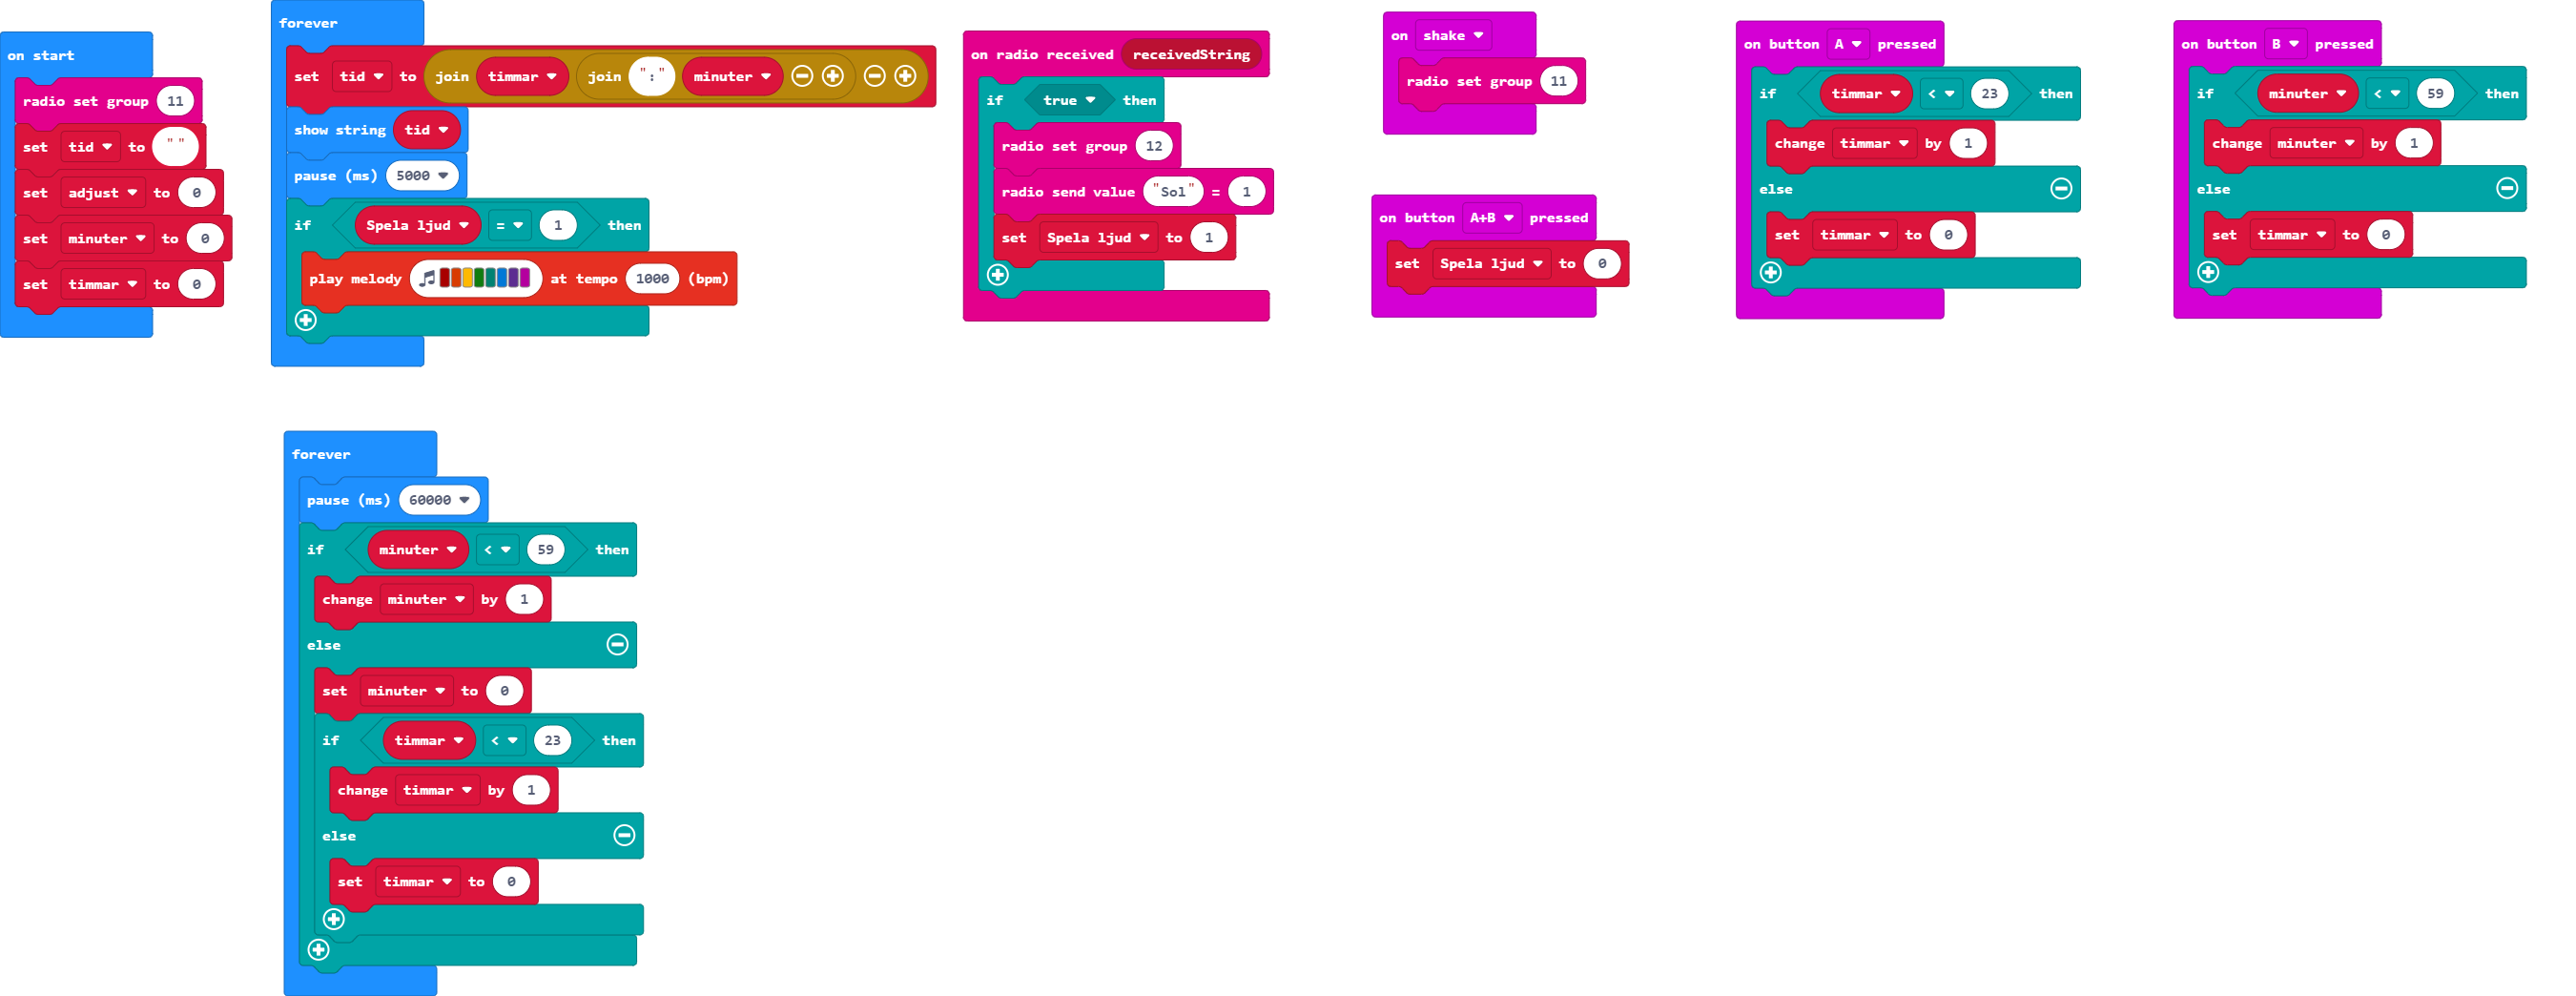 on start
radio set group 11
set tid to " "
set adjust to 0
set minuter to 0
set timmar to 0
forever
set tid to join timmar join ":" minuter
show string tid
pause (ms) 5000
if Spela ljud = 1 then
play melody at tempo 1000 (bpm)
on radio received receivedString
if true then
radio set group 12
radio send value "Sol" = 1
set Spela ljud to 1
on shake
radio set group 11
on button A+B pressed
set Spela ljud to 0
on button A pressed
if timmar < 23 then
change timmar by 1
else
set timmar to 0
on button B pressed
if minuter < 59 then
change minuter by 1
else
set timmar to 0
forever
pause (ms) 60000
if minuter < 59 then
change minuter by 1
else
set minuter to 0
if timmar < 23 then
change timmar by 1
else
set timmar to 0